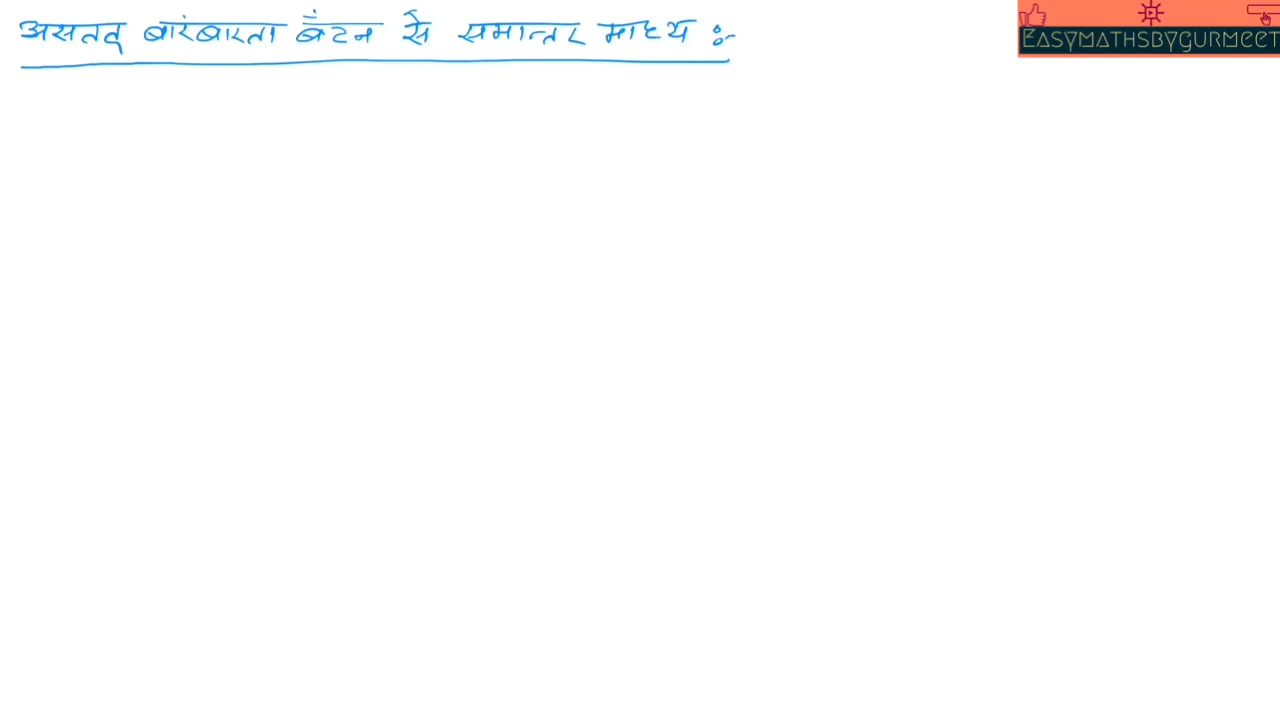 असतत् बारंबारता बंटन से समान्तर माध्य :-
EASYMATHSBYGURMEET